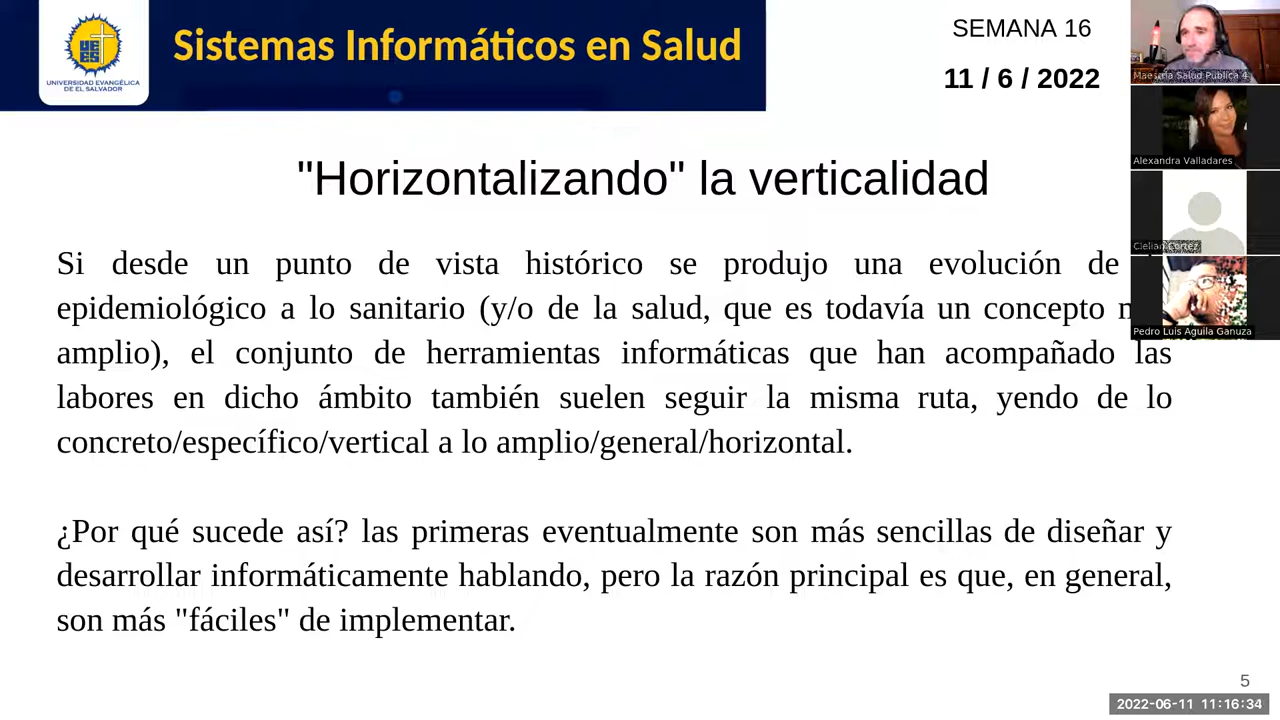 UNIVERSIDAD EVANGÉLICA
DE EL SALVADOR
Sistemas Informáticos en Salud
SEMANA 16
11 / 6 / 2022
Maestria Salud Publica 4
Alexandra Valladares
Clelian Cortez
Pedro Luis Aguila Ganuza
"Horizontalizando" la verticalidad
Si desde un punto de vista histórico se produjo una evolución de
epidemiológico a lo sanitario (y/o de la salud, que es todavía un concepto
amplio), el conjunto de herramientas informáticas que han acompañado las
labores en dicho ámbito también suelen seguir la misma ruta, yendo de lo
concreto/específico/vertical a lo amplio/general/horizontal.
¿Por qué sucede así? las primeras eventualmente son más sencillas de diseñar y
desarrollar informáticamente hablando, pero la razón principal es que, en general,
son más "fáciles" de implementar.
5
2022-06-11 11:16:34